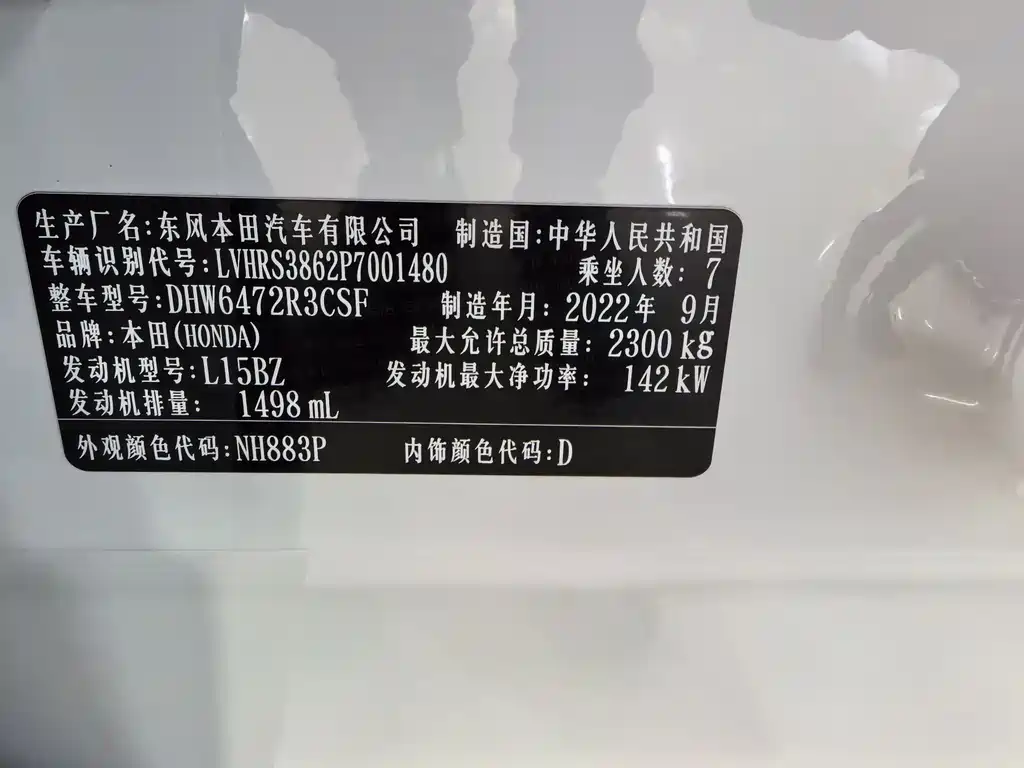 生产厂名:东风本田汽车有限公司 制造国:中华人民共和国
车辆识别代号:LVHRS3862P7001480 乘坐人数: 7
整车型号:DHW6472R3CSF 制造年月: 2022年 9月
品牌:本田(HONDA) 最大允许总质量: 2300 kg
发动机型号:L15BZ 发动机最大净功率: 142 kW
发动机排量: 1498 mL
外观颜色代码:NH883P 内饰颜色代码:D